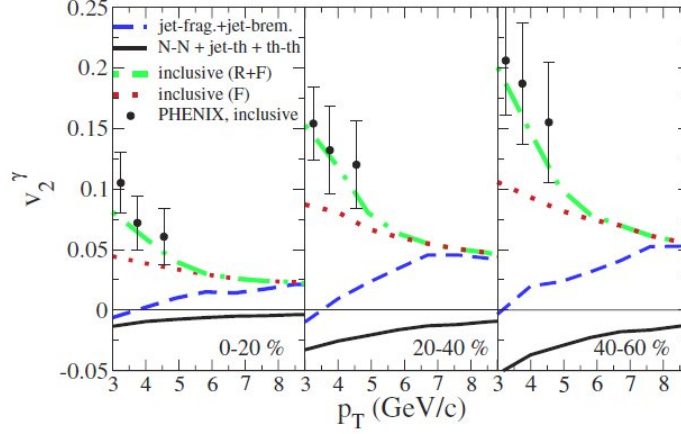 0.25
0.2
0.15
0.1
0.05
0
-0.05
v₂^γ
jet-frag.+jet-brem.
N-N + jet-th + th-th
inclusive (R+F)
inclusive (F)
PHENIX, inclusive
0-20 %
20-40 %
40-60 %
3 4 5 6 7 8 3 4 5 6 7 8 3 4 5 6 7 8
p_T (GeV/c)